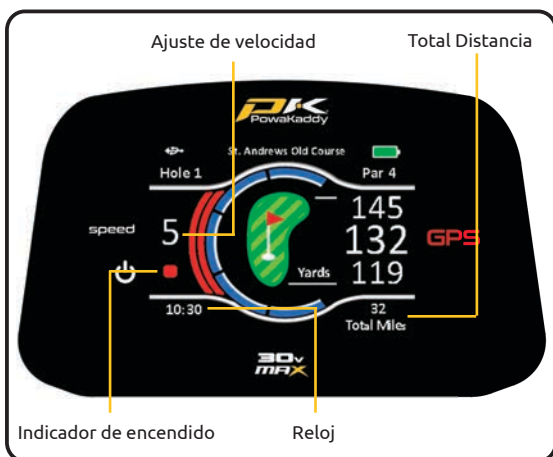 Ajuste de velocidad
Total Distancia
PK
PowaKaddy
St. Andrews Old Course
Hole 1
Par 4
speed
5
145
132
119
GPS
Yards
10:30
32
Total Miles
30v
MAX
Indicador de encendido
Reloj